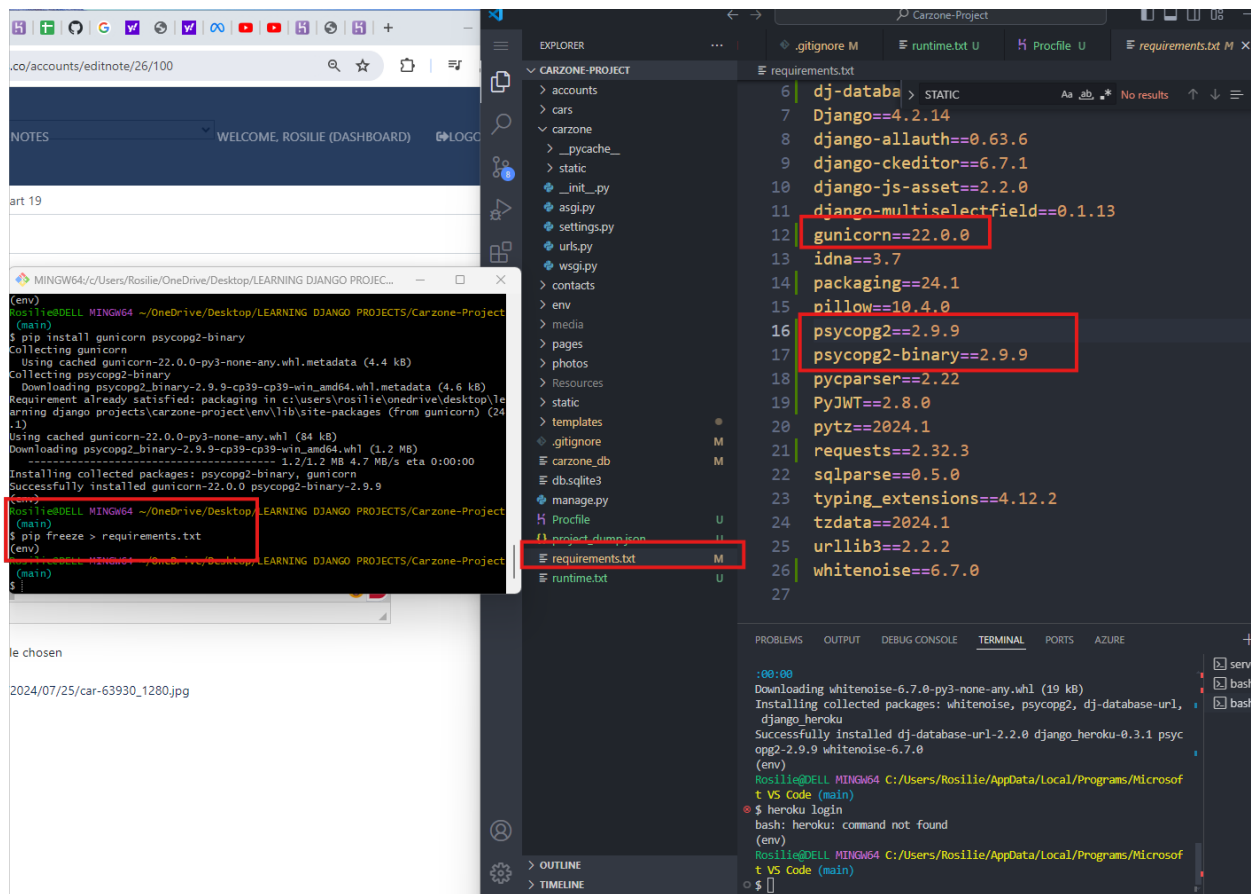 .co/accounts/editnote/26/100
NOTES
WELCOME, ROSILIE (DASHBOARD)
LOGO
art 19
MINGW64:/c/Users/Rosilie/OneDrive/Desktop/LEARNING DJANGO PROJEC...
(env)
Rosilie@DELL MINGW64 ~/OneDrive/Desktop/LEARNING DJANGO PROJECTS/Carzone-Project
(main)
$ pip install gunicorn psycopg2-binary
Collecting gunicorn
Using cached gunicorn-22.0.0-py3-none-any.whl.metadata (4.4 kB)
Collecting psycopg2-binary
Downloading psycopg2_binary-2.9.9-cp39-cp39-win_amd64.whl.metadata (4.6 kB)
Requirement already satisfied: packaging in c:\users\rosilie\onedrive\desktop\le
arning django projects\carzone-project\env\lib\site-packages (from gunicorn) (24
.1)
Using cached gunicorn-22.0.0-py3-none-any.whl (84 kB)
Downloading psycopg2_binary-2.9.9-cp39-cp39-win_amd64.whl (1.2 MB)
---------------------------------------- 1.2/1.2 MB 4.7 MB/s eta 0:00:00
Installing collected packages: psycopg2-binary, gunicorn
Successfully installed gunicorn-22.0.0 psycopg2-binary-2.9.9
(env)
Rosilie@DELL MINGW64 ~/OneDrive/Desktop/LEARNING DJANGO PROJECTS/Carzone-Project
(main)
$ pip freeze > requirements.txt
(env)
Rosilie@DELL MINGW64 ~/OneDrive/Desktop/LEARNING DJANGO PROJECTS/Carzone-Project
(main)
$
le chosen
2024/07/25/car-63930_1280.jpg
Carzone-Project
EXPLORER
CARZONE-PROJECT
accounts
cars
carzone
__pycache__
static
__init__.py
asgi.py
settings.py
urls.py
wsgi.py
contacts
env
media
pages
photos
Resources
static
templates
.gitignore M
carzone_db M
db.sqlite3
manage.py
Procfile U
project_dump.json U
requirements.txt M
runtime.txt U
OUTLINE
TIMELINE
8
.gitignore M
runtime.txt U
Procfile U
requirements.txt M
requirements.txt
STATIC
Aa ab .* No results
6 dj-databa
7 Django==4.2.14
8 django-allauth==0.63.6
9 django-ckeditor==6.7.1
10 django-js-asset==2.2.0
11 django-multiselectfield==0.1.13
12 gunicorn==22.0.0
13 idna==3.7
14 packaging==24.1
15 pillow==10.4.0
16 psycopg2==2.9.9
17 psycopg2-binary==2.9.9
18 pycparser==2.22
19 PyJWT==2.8.0
20 pytz==2024.1
21 requests==2.32.3
22 sqlparse==0.5.0
23 typing_extensions==4.12.2
24 tzdata==2024.1
25 urllib3==2.2.2
26 whitenoise==6.7.0
27
PROBLEMS OUTPUT DEBUG CONSOLE TERMINAL PORTS AZURE
:00:00
Downloading whitenoise-6.7.0-py3-none-any.whl (19 kB)
Installing collected packages: whitenoise, psycopg2, dj-database-url,
django_heroku
Successfully installed dj-database-url-2.2.0 django_heroku-0.3.1 psyc
opg2-2.9.9 whitenoise-6.7.0
(env)
Rosilie@DELL MINGW64 C:/Users/Rosilie/AppData/Local/Programs/Microsof
t VS Code (main)
$ heroku login
bash: heroku: command not found
(env)
Rosilie@DELL MINGW64 C:/Users/Rosilie/AppData/Local/Programs/Microsof
t VS Code (main)
$
serv
bash
bash